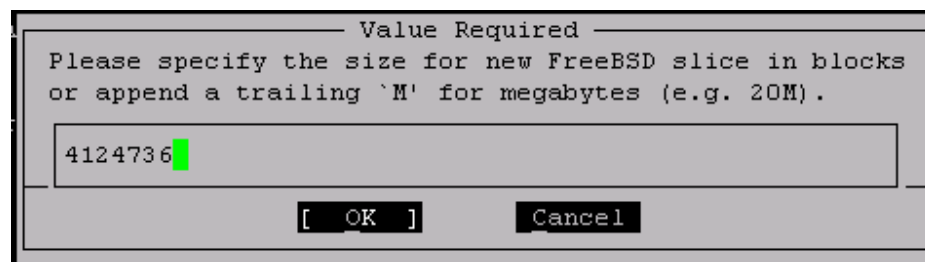 Value Required
Please specify the size for new FreeBSD slice in blocks
or append a trailing `M' for megabytes (e.g. 20M).
4124736
[ OK ] Cancel